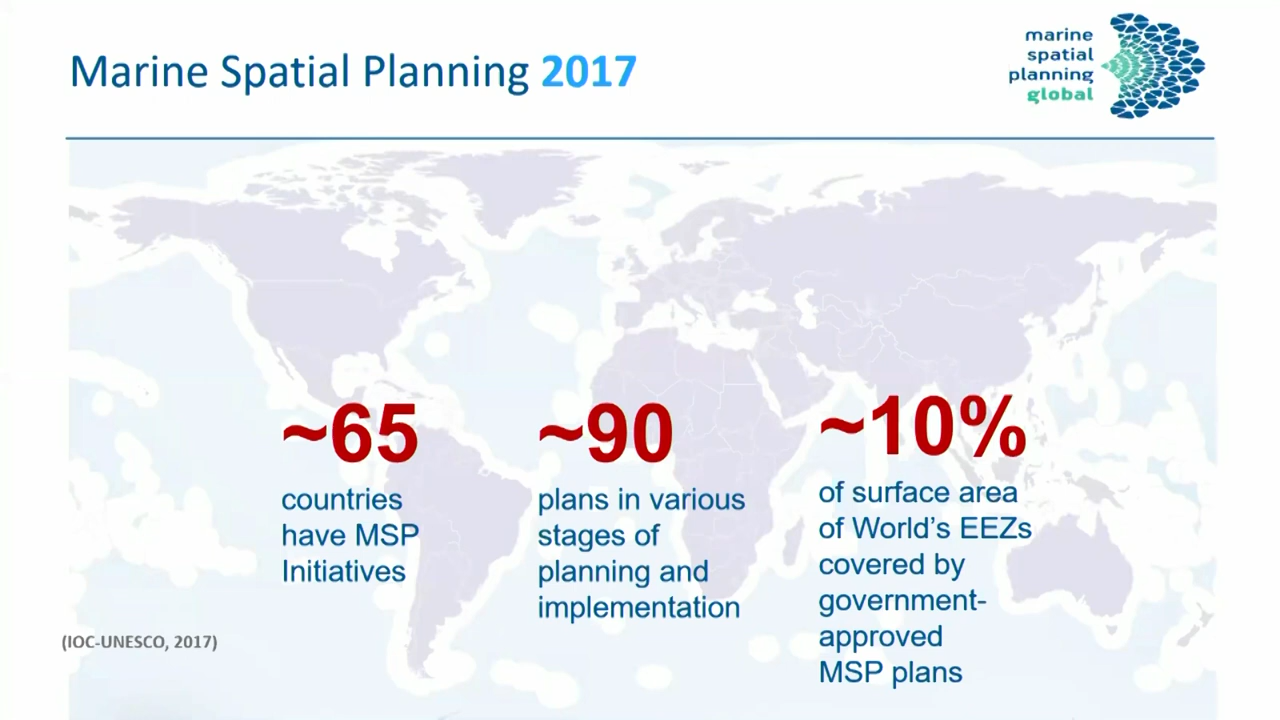 Marine Spatial Planning 2017
marine
spatial
planning
global
~65
countries
have MSP
Initiatives
~90
plans in various
stages of
planning and
implementation
~10%
of surface area
of World's EEZs
covered by
government-
approved
MSP plans
(IOC-UNESCO, 2017)